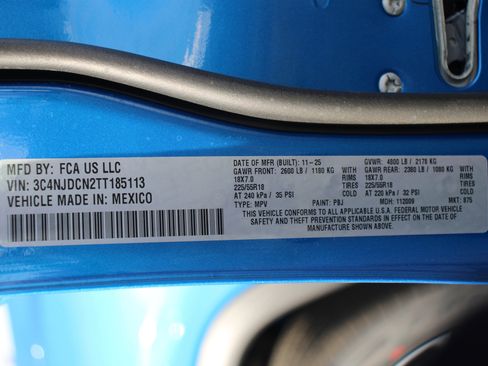 MFD BY: FCA US LLC
VIN: 3C4NJDCN2TT185113
VEHICLE MADE IN: MEXICO
DATE OF MFR (BUILT): 11-25 GVWR: 4800 LB / 2178 KG
GAWR FRONT: 2600 LB / 1180 KG RIMS GAWR REAR: 2380 LB / 1080 KG RIMS
18X7.0 TIRES 18X7.0 TIRES
225/55R18 225/55R18
AT 240 kPa / 35 PSI COLD AT 220 kPa / 32 PSI COLD
TYPE: MPV PAINT: PBJ MDH: 112009 MKT: 875
THIS VEHICLE CONFORMS TO ALL APPLICABLE U.S.A. FEDERAL MOTOR VEHICLE
SAFETY AND THEFT PREVENTION STANDARDS IN EFFECT ON THE DATE OF
MANUFACTURE SHOWN ABOVE.